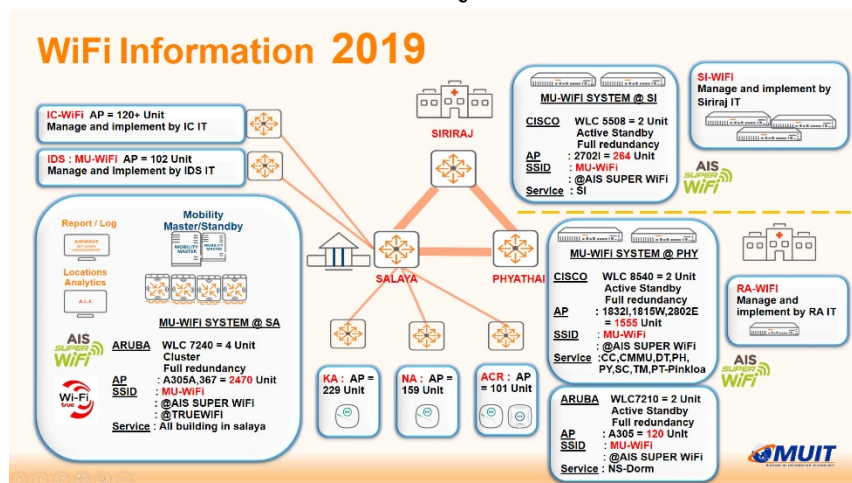 WiFi Information 2019
IC-WiFi AP = 120+ Unit
Manage and implement by IC IT
IDS : MU-WiFi AP = 102 Unit
Manage and Implement by IDS IT
Report / Log
AIRWAVE
Locations
Analytics
A.L.E.
Mobility
Master/Standby
MOBILITY
MASTER
MU-WiFi SYSTEM @ SA
AIS
SUPER
WiFi
Wi-Fi
true
ARUBA WLC 7240 = 4 Unit
Cluster
Full redundancy
AP : A305A,367 = 2470 Unit
SSID : MU-WiFi
: @AIS SUPER WiFi
: @TRUEWIFI
Service : All building in salaya
SIRIRAJ
SALAYA
PHYATHAI
KA : AP =
229 Unit
NA : AP =
159 Unit
ACR : AP
= 101 Unit
MU-WiFi SYSTEM @ SI
CISCO WLC 5508 = 2 Unit
Active Standby
Full redundancy
AP : 2702I = 264 Unit
SSID : MU-WiFi
: @AIS SUPER WiFi
Service : SI
SI-WiFi
Manage and implement by
Siriraj IT
AIS
SUPER
WiFi
MU-WiFi SYSTEM @ PHY
CISCO WLC 8540 = 2 Unit
Active Standby
Full redundancy
AP : 1832I,1815W,2802E
= 1555 Unit
SSID : MU-WiFi
: @AIS SUPER WiFi
Service :CC,CMMU,DT,PH,
PY,SC,TM,PT-Pinkloa
RA-WIFI
Manage and
implement by RA IT
AIS
SUPER
WiFi
ARUBA WLC7210 = 2 Unit
Active Standby
Full redundancy
AP : A305 = 120 Unit
SSID : MU-WiFi
: @AIS SUPER WiFi
Service : NS-Dorm
MUIT